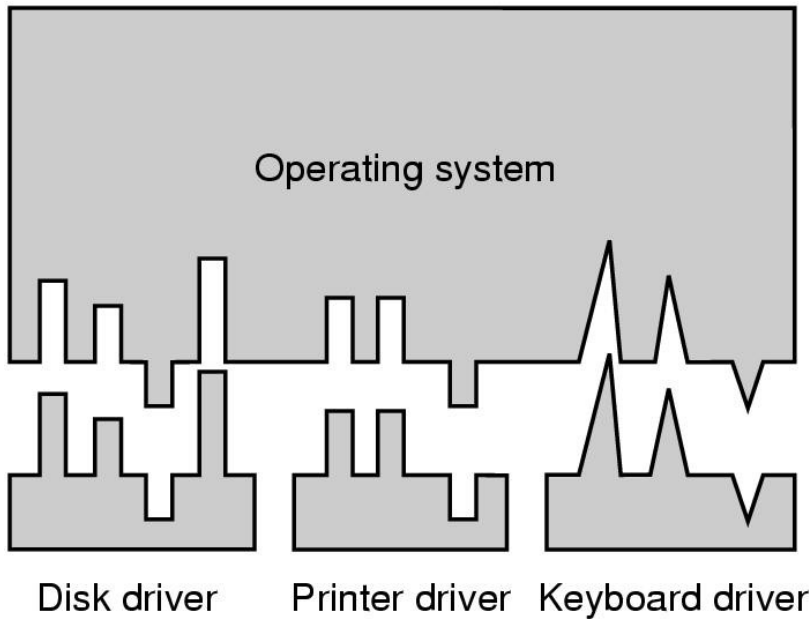 Operating system
Disk driver
Printer driver
Keyboard driver